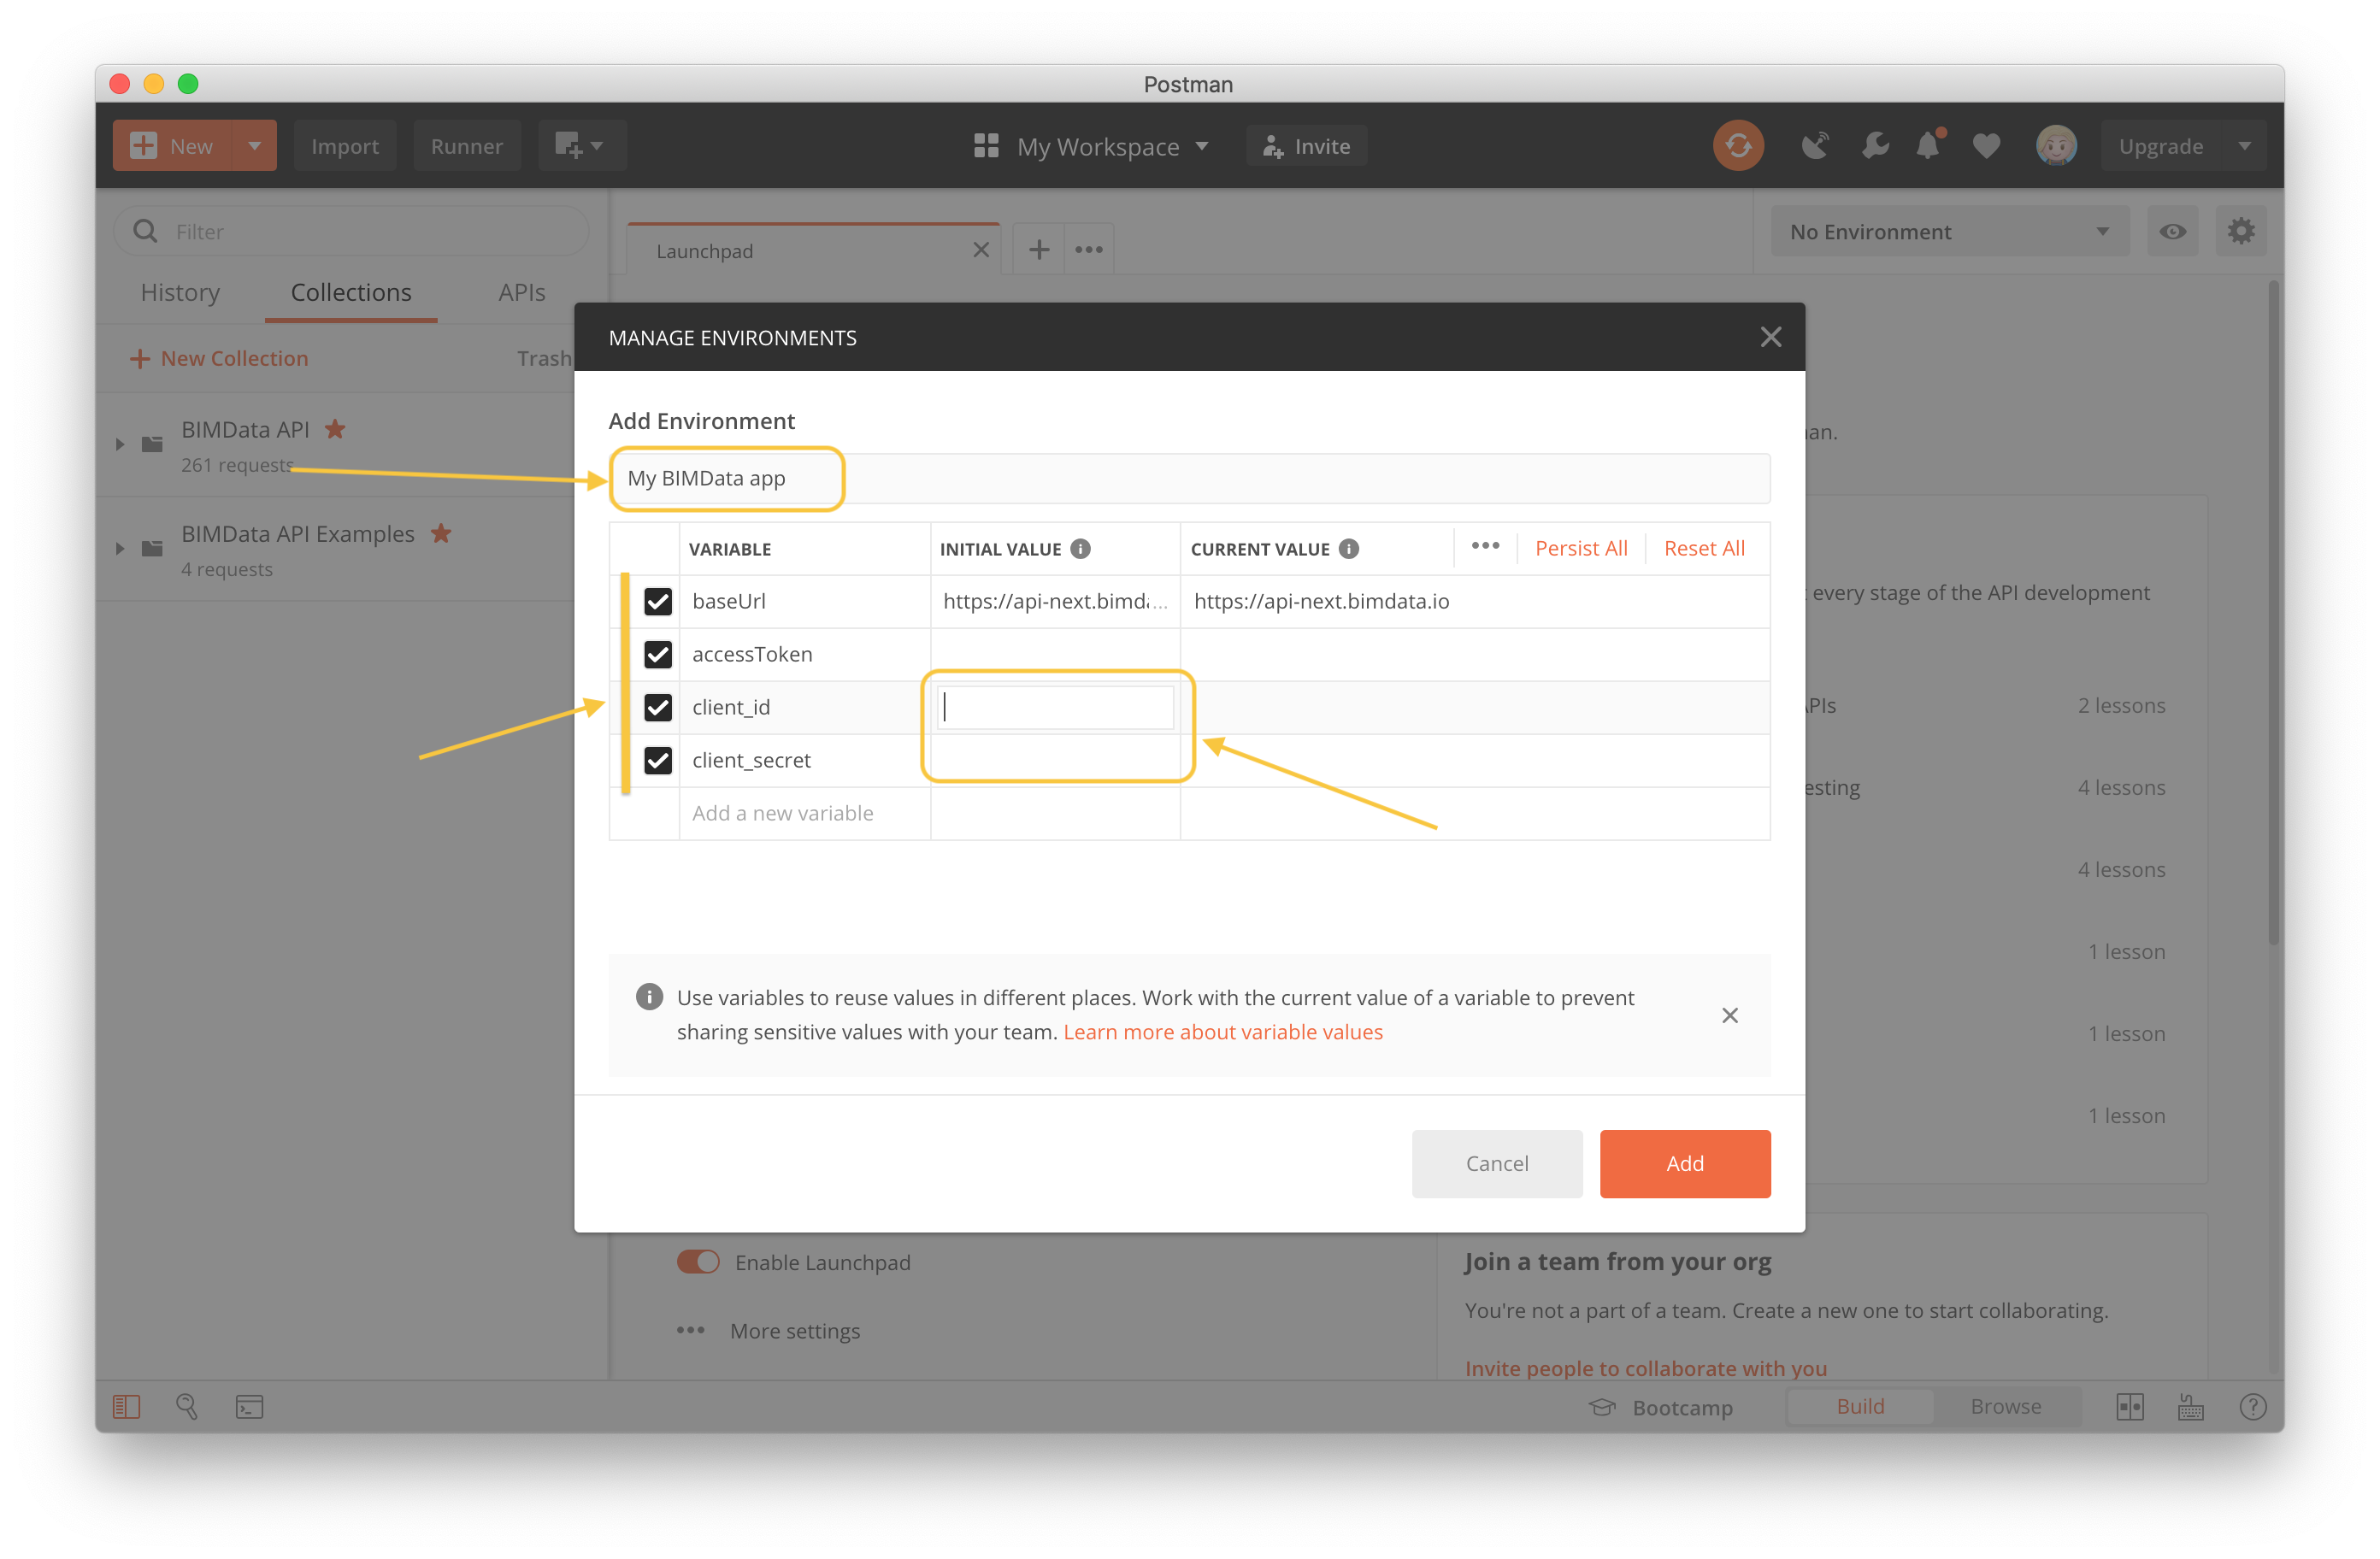 Postman
New
Import
Runner
My Workspace
Invite
Upgrade
Filter
Launchpad
No Environment
History
Collections
APIs
New Collection
Trash
BIMData API
261 requests
BIMData API Examples
4 requests
MANAGE ENVIRONMENTS
Add Environment
My BIMData app
VARIABLE
INITIAL VALUE
CURRENT VALUE
Persist All
Reset All
baseUrl
https://api-next.bimd...
https://api-next.bimdata.io
accessToken
client_id
client_secret
Add a new variable
Use variables to reuse values in different places. Work with the current value of a variable to prevent
sharing sensitive values with your team. Learn more about variable values
Cancel
Add
an.
every stage of the API development
PIs
2 lessons
esting
4 lessons
4 lessons
1 lesson
1 lesson
1 lesson
Enable Launchpad
More settings
Join a team from your org
You're not a part of a team. Create a new one to start collaborating.
Invite people to collaborate with you
Bootcamp
Build
Browse